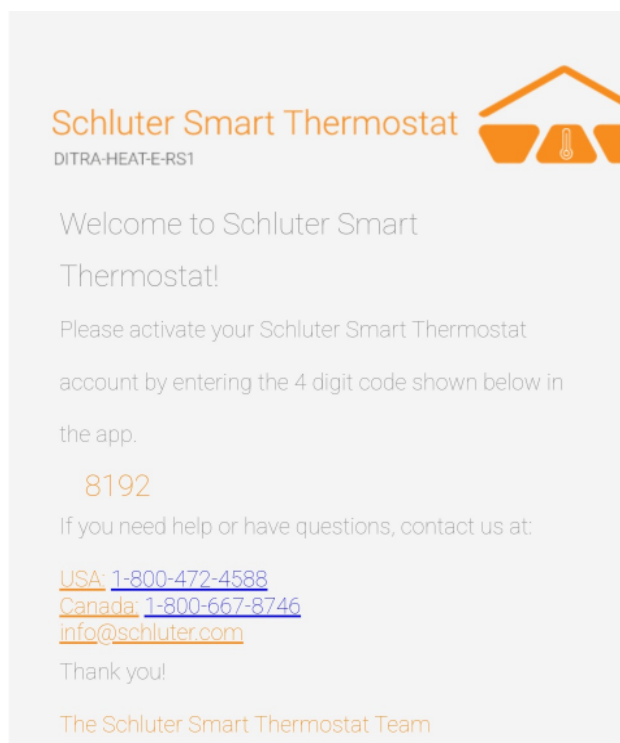 Schluter Smart Thermostat
DITRA-HEAT-E-RS1
Welcome to Schluter Smart
Thermostat!
Please activate your Schluter Smart Thermostat
account by entering the 4 digit code shown below in
the app.
8192
If you need help or have questions, contact us at:
USA: 1-800-472-4588
Canada: 1-800-667-8746
info@schluter.com
Thank you!
The Schluter Smart Thermostat Team